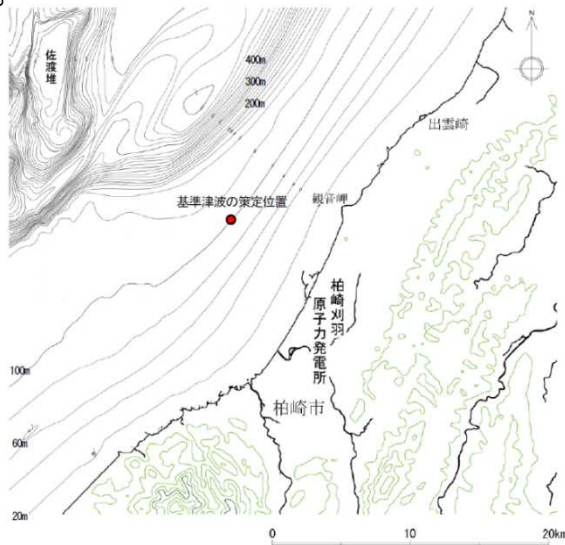 N
佐渡堆
400m
300m
200m
出雲崎
基準津波の策定位置
観音岬
柏崎刈羽
原子力発電所
100m
柏崎市
60m
20m
0 10 20km